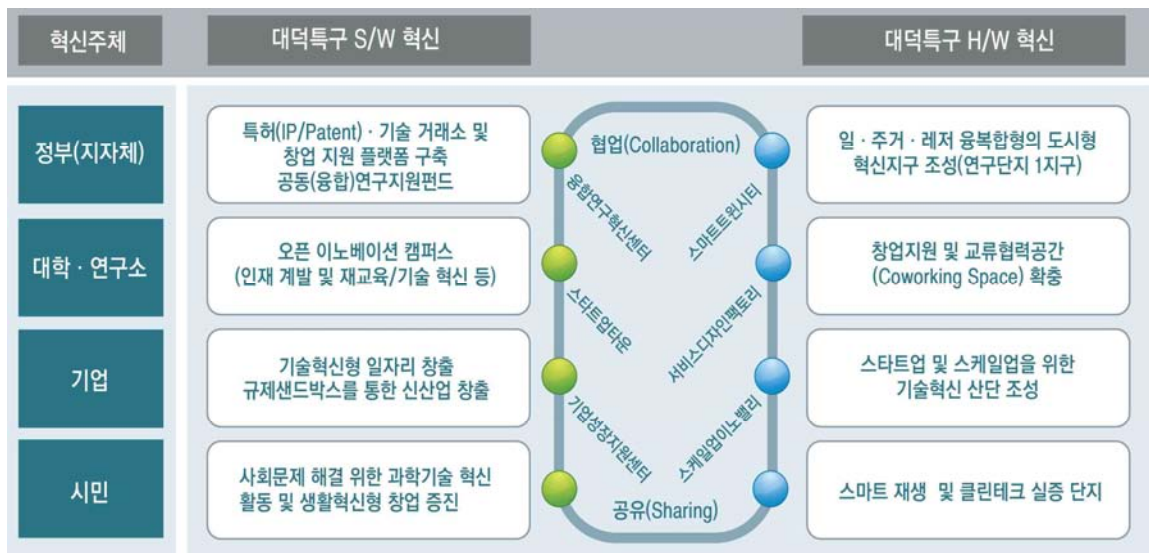 혁신주체
대덕특구 S/W 혁신
대덕특구 H/W 혁신
정부(지자체)
특허(IP/Patent) · 기술 거래소 및
창업 지원 플랫폼 구축
공동(융합)연구지원펀드
협업(Collaboration)
일 · 주거 · 레저 융복합형의 도시형
혁신지구 조성(연구단지 1지구)
융합연구혁신센터
스마트트윈시티
대학 · 연구소
오픈 이노베이션 캠퍼스
(인재 계발 및 재교육/기술 혁신 등)
창업지원 및 교류협력공간
(Coworking Space) 확충
스타트업타운
서비스디자인팩토리
기업
기술혁신형 일자리 창출
규제샌드박스를 통한 신산업 창출
스타트업 및 스케일업을 위한
기술혁신 산단 조성
기업성장지원센터
스케일업이노밸리
시민
사회문제 해결 위한 과학기술 혁신
활동 및 생활혁신형 창업 증진
공유(Sharing)
스마트 재생 및 클린테크 실증 단지